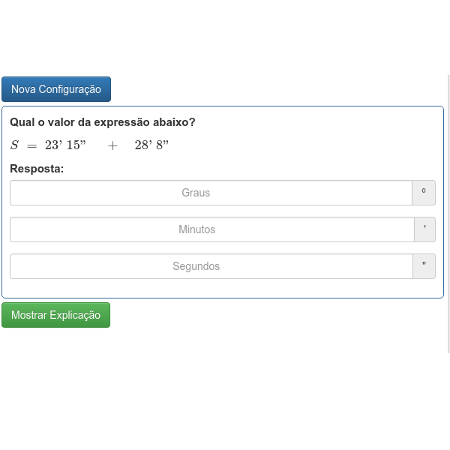 Nova Configuração
Qual o valor da expressão abaixo?
S = 23’ 15” + 28’ 8”
Resposta:
Graus º
Minutos '
Segundos "
Mostrar Explicação